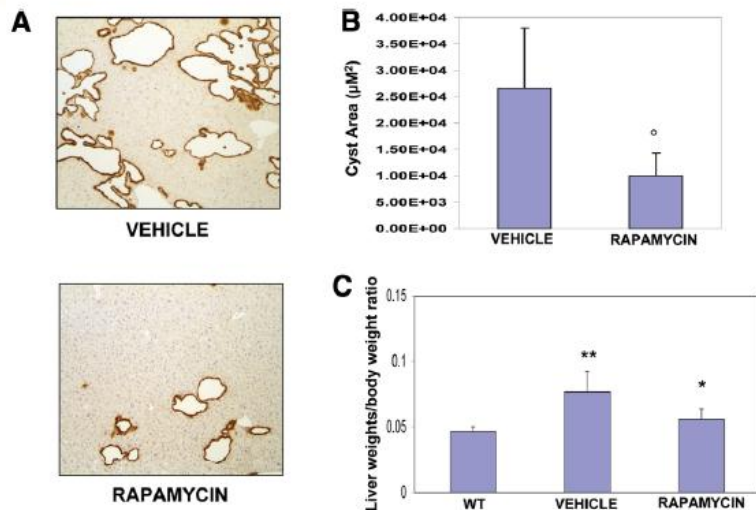 A
VEHICLE
RAPAMYCIN
B
Cyst Area (µM²)
4.00E+04
3.50E+04
3.00E+04
2.50E+04
2.00E+04
1.50E+04
1.00E+04
5.00E+03
0.00E+00
VEHICLE
RAPAMYCIN
C
Liver weights/body weight ratio
0.15
0.1
0.05
0
**
*
WT
VEHICLE
RAPAMYCIN